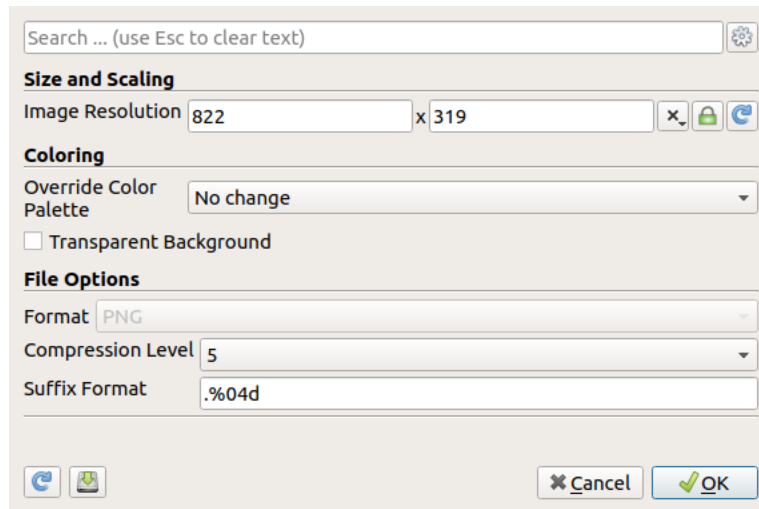 Search ... (use Esc to clear text)
Size and Scaling
Image Resolution 822 x 319
Coloring
Override Color
Palette
No change
Transparent Background
File Options
Format PNG
Compression Level 5
Suffix Format .%04d
Cancel OK